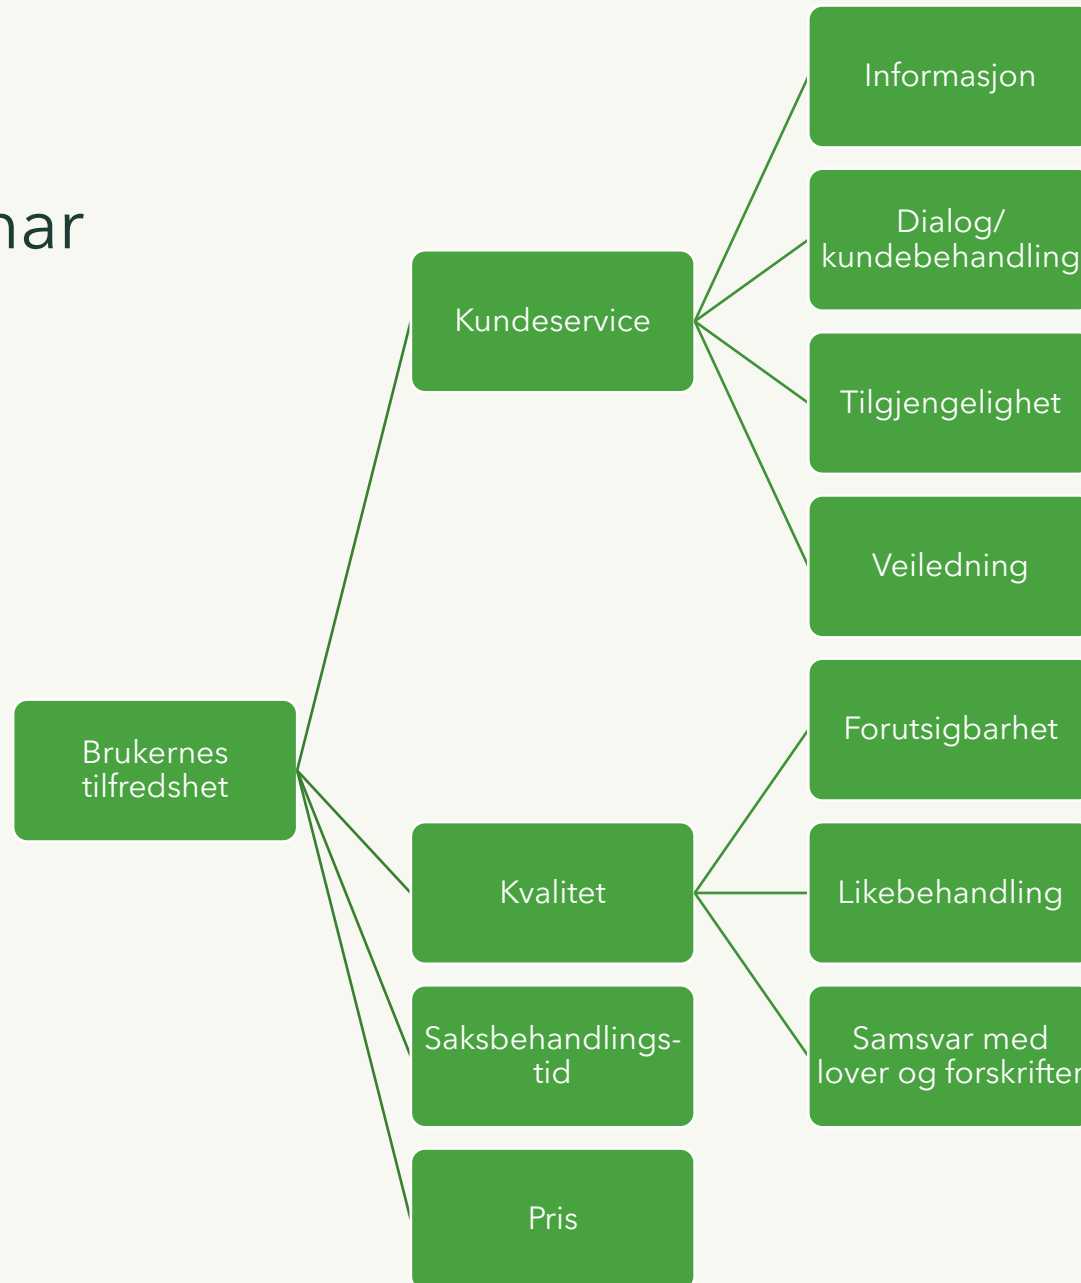 Informasjon
Dialog/
kundebehandling
Kundeservice
Tilgjengelighet
Veiledning
Brukernes
tilfredshet
Forutsigbarhet
Kvalitet
Likebehandling
Saksbehandlings-
tid
Samsvar med
lover og forskrifter
Pris